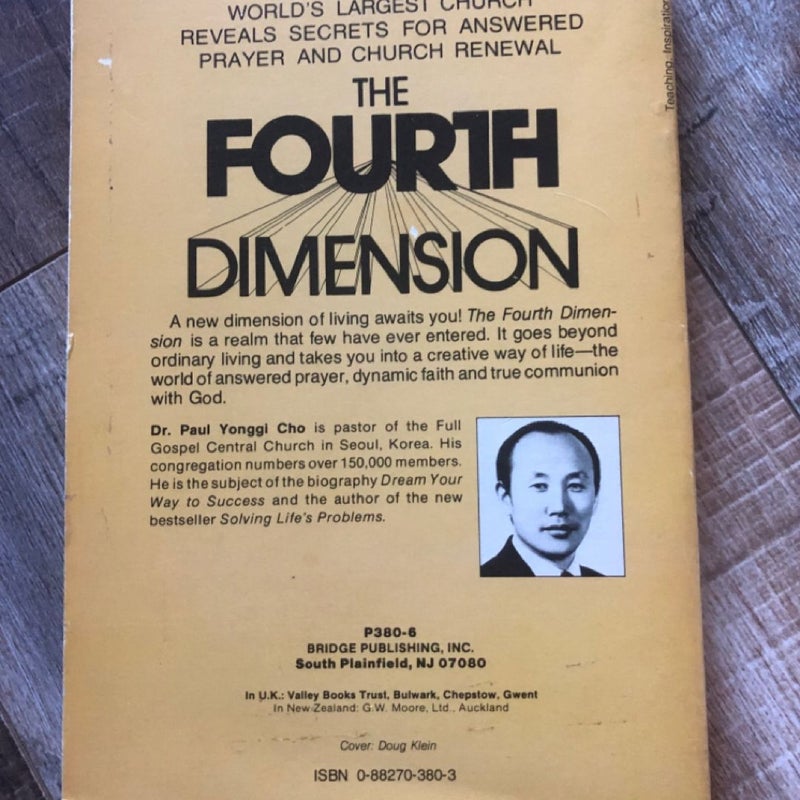 WORLD'S LARGEST CHURCH
REVEALS SECRETS FOR ANSWERED
PRAYER AND CHURCH RENEWAL
THE
FOURTH
DIMENSION
A new dimension of living awaits you! The Fourth Dimen-
sion is a realm that few have ever entered. It goes beyond
ordinary living and takes you into a creative way of life—the
world of answered prayer, dynamic faith and true communion
with God.
Dr. Paul Yonggi Cho is pastor of the Full
Gospel Central Church in Seoul, Korea. His
congregation numbers over 150,000 members.
He is the subject of the biography Dream Your
Way to Success and the author of the new
bestseller Solving Life's Problems.
P380-6
BRIDGE PUBLISHING, INC.
South Plainfield, NJ 07080
In U.K.: Valley Books Trust, Bulwark, Chepstow, Gwent
In New Zealand: G.W. Moore, Ltd., Auckland
Cover: Doug Klein
ISBN 0-88270-380-3
Teaching, Inspiration